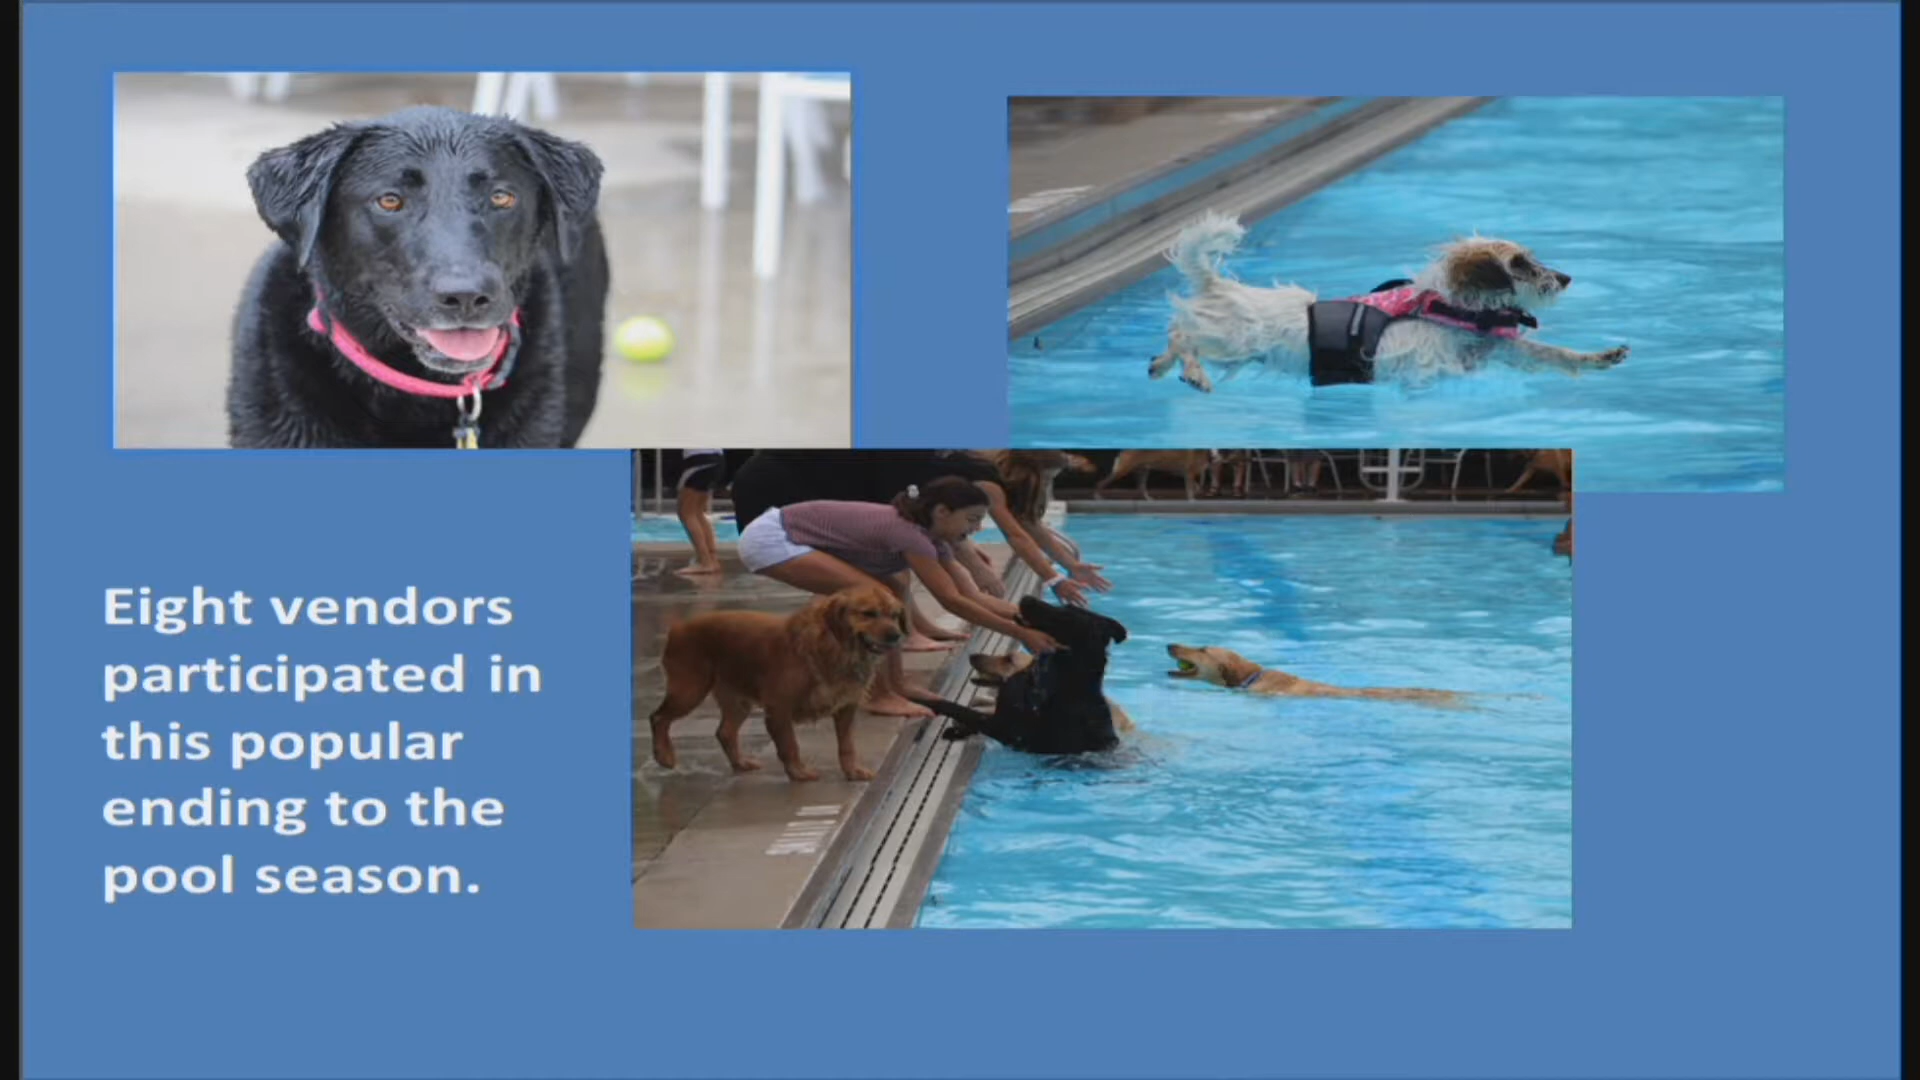 Eight vendors
participated in
this popular
ending to the
pool season.